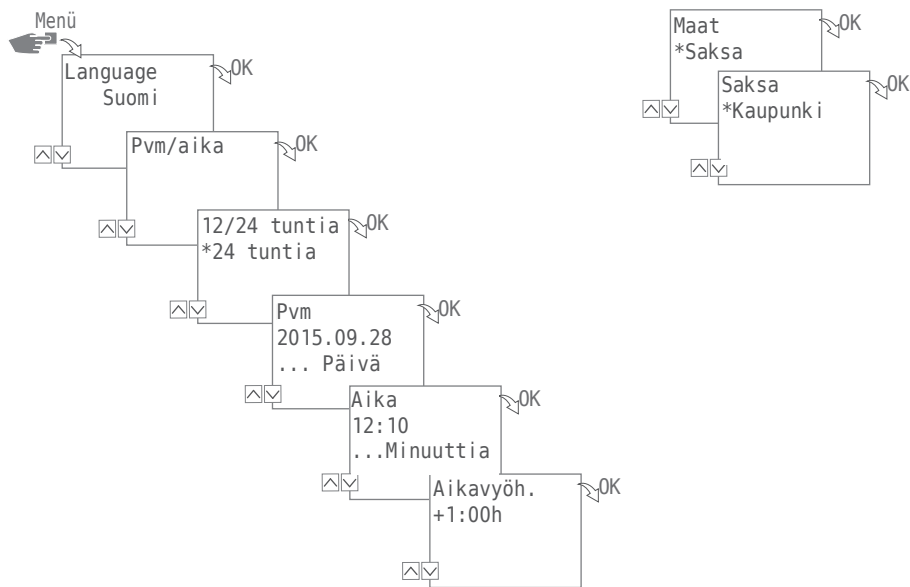 Menü
Language
Suomi
OK
Pvm/aika
OK
12/24 tuntia
*24 tuntia
OK
Pvm
2015.09.28
... Päivä
OK
Aika
12:10
...Minuuttia
OK
Aikavyöh.
+1:00h
OK
Maat
*Saksa
OK
Saksa
*Kaupunki
OK